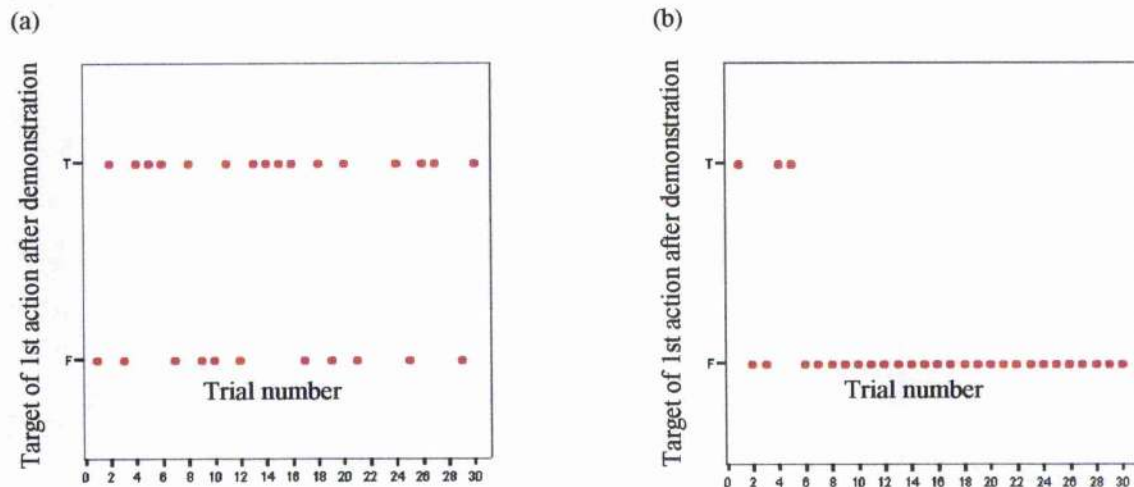 (a)
Target of 1st action after demonstration
T
F
Trial number
0 2 4 6 8 10 12 14 16 18 20 22 24 26 28 30
(b)
Target of 1st action after demonstration
T
F
Trial number
0 2 4 6 8 10 12 14 16 18 20 22 24 26 28 30